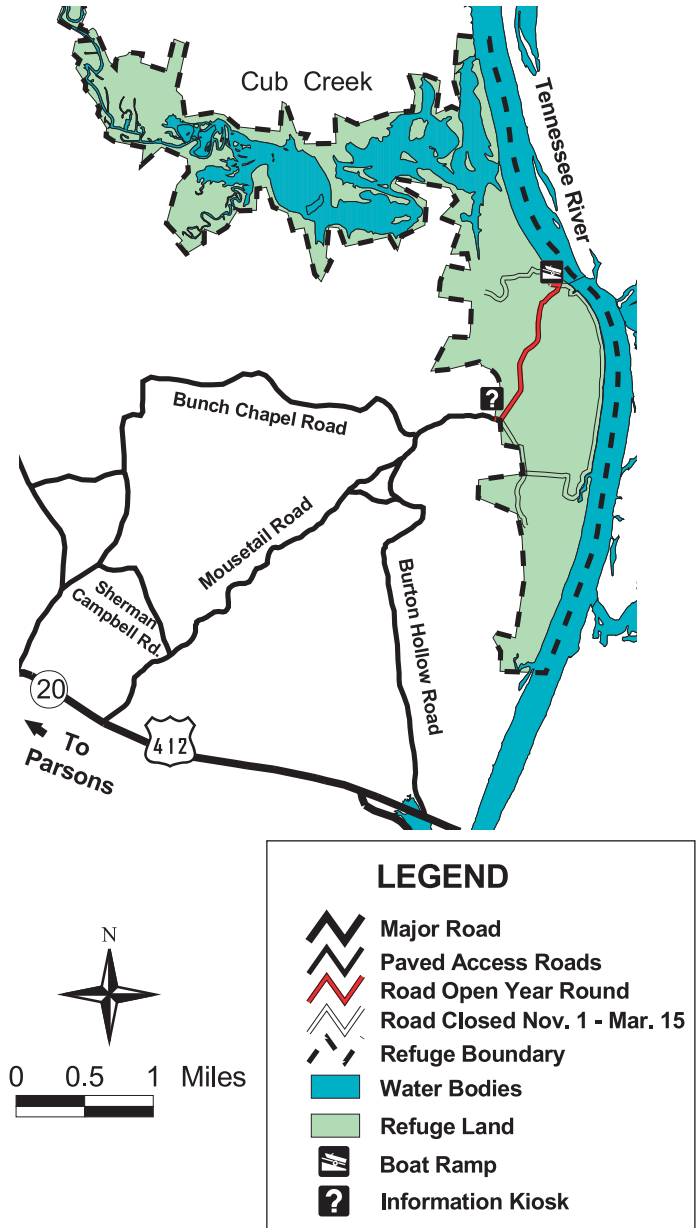 Cub Creek
Tennessee River
?
Bunch Chapel Road
Mousetail Road
Sherman
Campbell Rd.
Burton Hollow Road
20
412
To
Parsons
LEGEND
Major Road
Paved Access Roads
Road Open Year Round
Road Closed Nov. 1 - Mar. 15
Refuge Boundary
Water Bodies
Refuge Land
Boat Ramp
? Information Kiosk
N
0 0.5 1 Miles